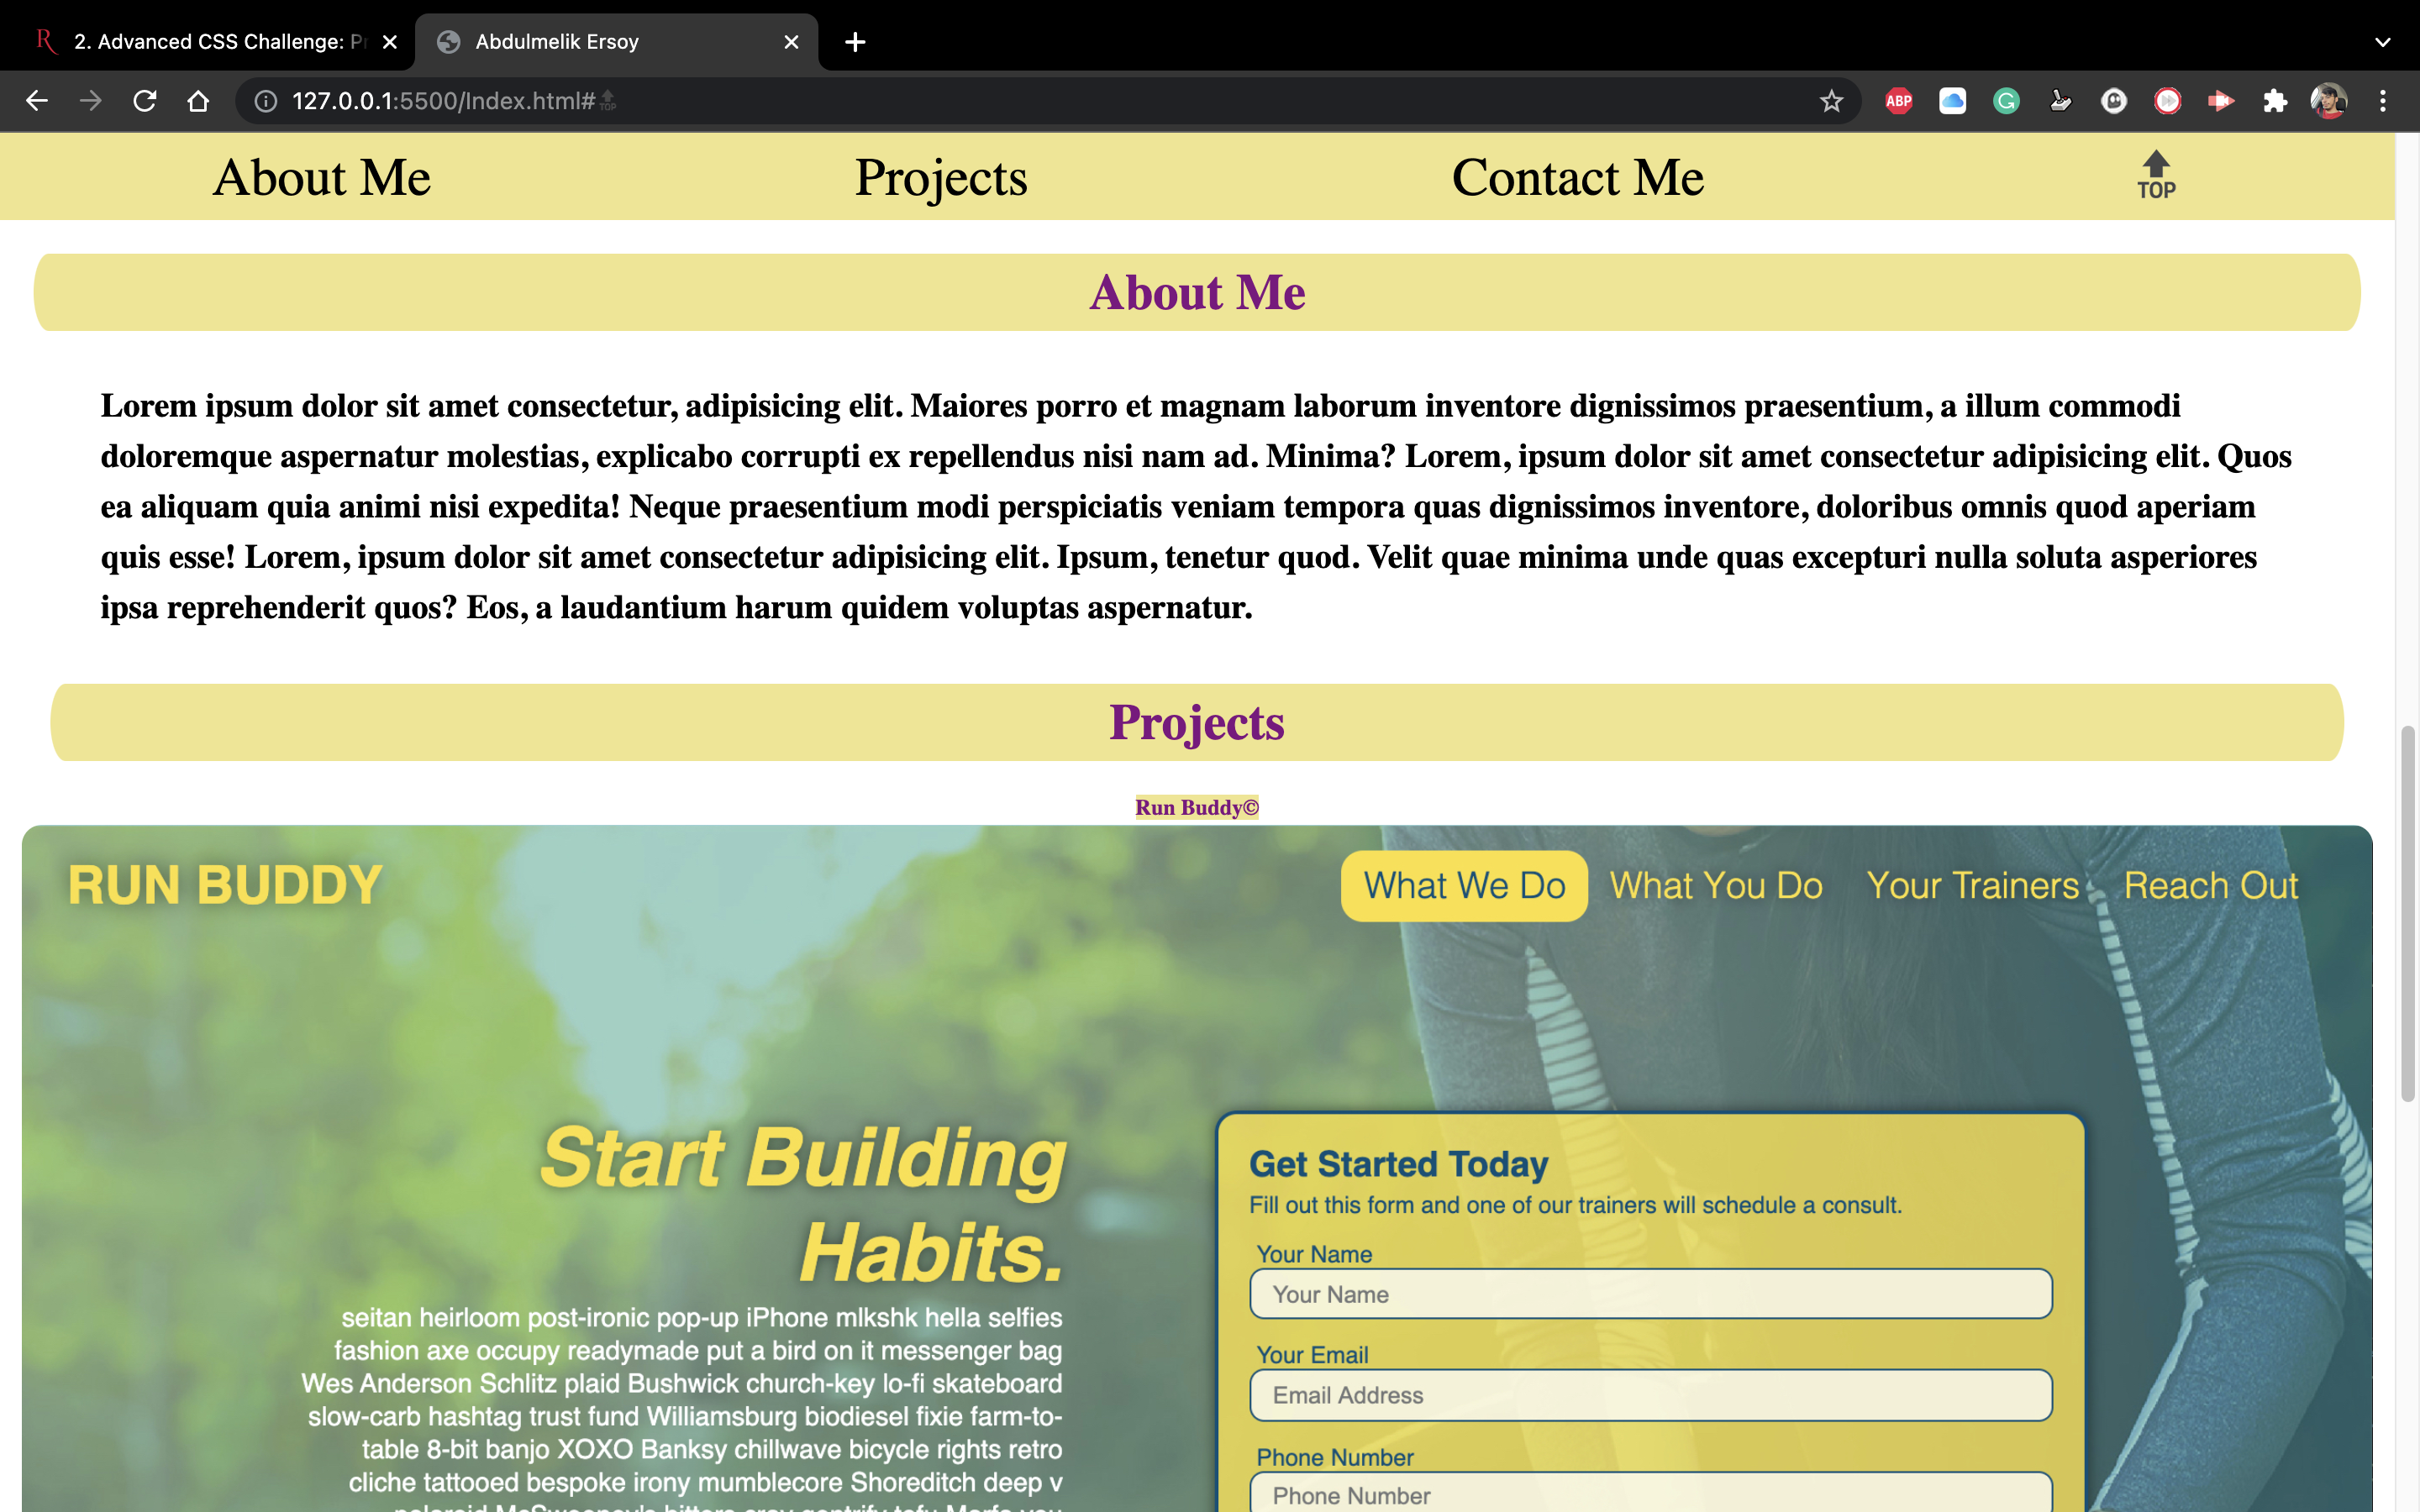 2. Advanced CSS Challenge: Pr
Abdulmelik Ersoy
127.0.0.1:5500/Index.html#🔝
ABP
About Me
Projects
Contact Me
TOP
About Me
Lorem ipsum dolor sit amet consectetur, adipisicing elit. Maiores porro et magnam laborum inventore dignissimos praesentium, a illum commodi
doloremque aspernatur molestias, explicabo corrupti ex repellendus nisi nam ad. Minima? Lorem, ipsum dolor sit amet consectetur adipisicing elit. Quos
ea aliquam quia animi nisi expedita! Neque praesentium modi perspiciatis veniam tempora quas dignissimos inventore, doloribus omnis quod aperiam
quis esse! Lorem, ipsum dolor sit amet consectetur adipisicing elit. Ipsum, tenetur quod. Velit quae minima unde quas excepturi nulla soluta asperiores
ipsa reprehenderit quos? Eos, a laudantium harum quidem voluptas aspernatur.
Projects
Run Buddy©
RUN BUDDY
What We Do
What You Do
Your Trainers
Reach Out
Start Building
Habits.
seitan heirloom post-ironic pop-up iPhone mlkshk hella selfies
fashion axe occupy readymade put a bird on it messenger bag
Wes Anderson Schlitz plaid Bushwick church-key lo-fi skateboard
slow-carb hashtag trust fund Williamsburg biodiesel fixie farm-to-
table 8-bit banjo XOXO Banksy chillwave bicycle rights retro
cliche tattooed bespoke irony mumblecore Shoreditch deep v
Get Started Today
Fill out this form and one of our trainers will schedule a consult.
Your Name
Your Name
Your Email
Email Address
Phone Number
Phone Number